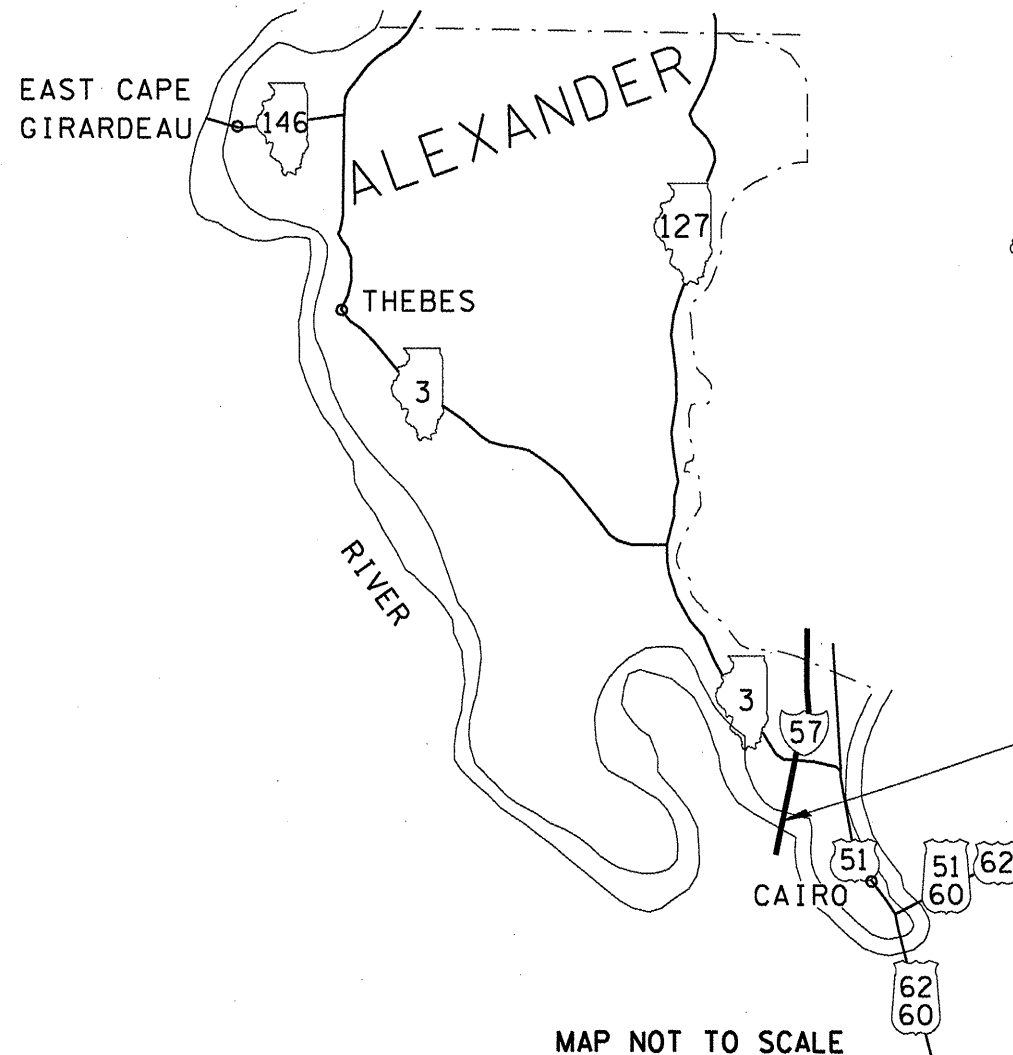 EAST CAPE
GIRARDEAU
146
ALEXANDER
127
THEBES
3
RIVER
3
57
51
51
60
62
CAIRO
62
60
MAP NOT TO SCALE